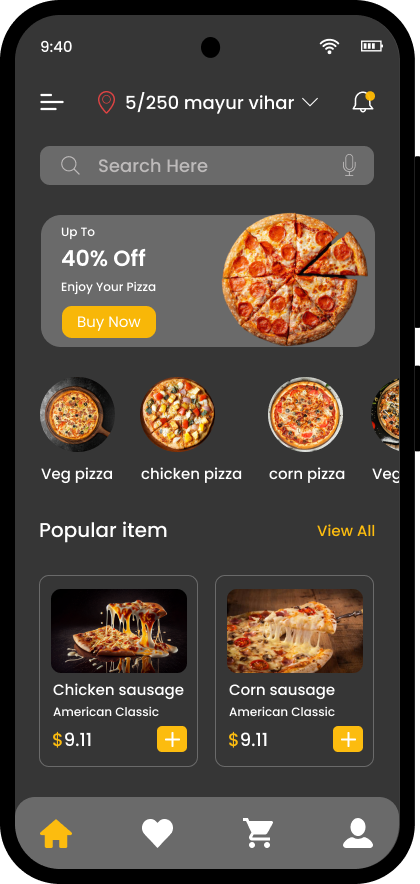 9:40
5/250 mayur vihar
Search Here
Up To
40% Off
Enjoy Your Pizza
Buy Now
Veg pizza chicken pizza corn pizza Veg
Popular item View All
Chicken sausage Corn sausage
American Classic American Classic
$9.11 $9.11